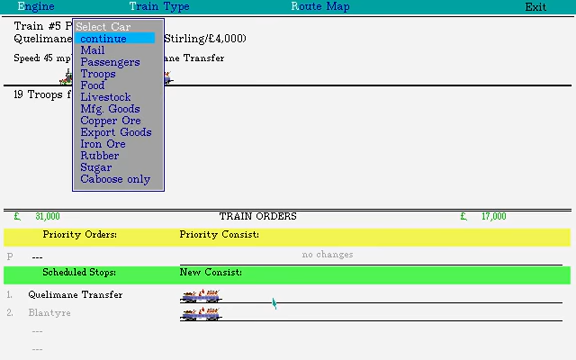 Engine Train Type Route Map Exit
Train #5 P
Select Car
Quelimane Stirling/£4,000)
continue
Mail
Speed: 45 mp ane Transfer
Passengers
Troops
Food
19 Troops f
Livestock
Mfg. Goods
Copper Ore
Export Goods
Iron Ore
Rubber
Sugar
Caboose only
£ 31,000 TRAIN ORDERS £ 17,000
Priority Orders: Priority Consist:
P --- no changes
Scheduled Stops: New Consist:
1. Quelimane Transfer
2. Blantyre
---
---